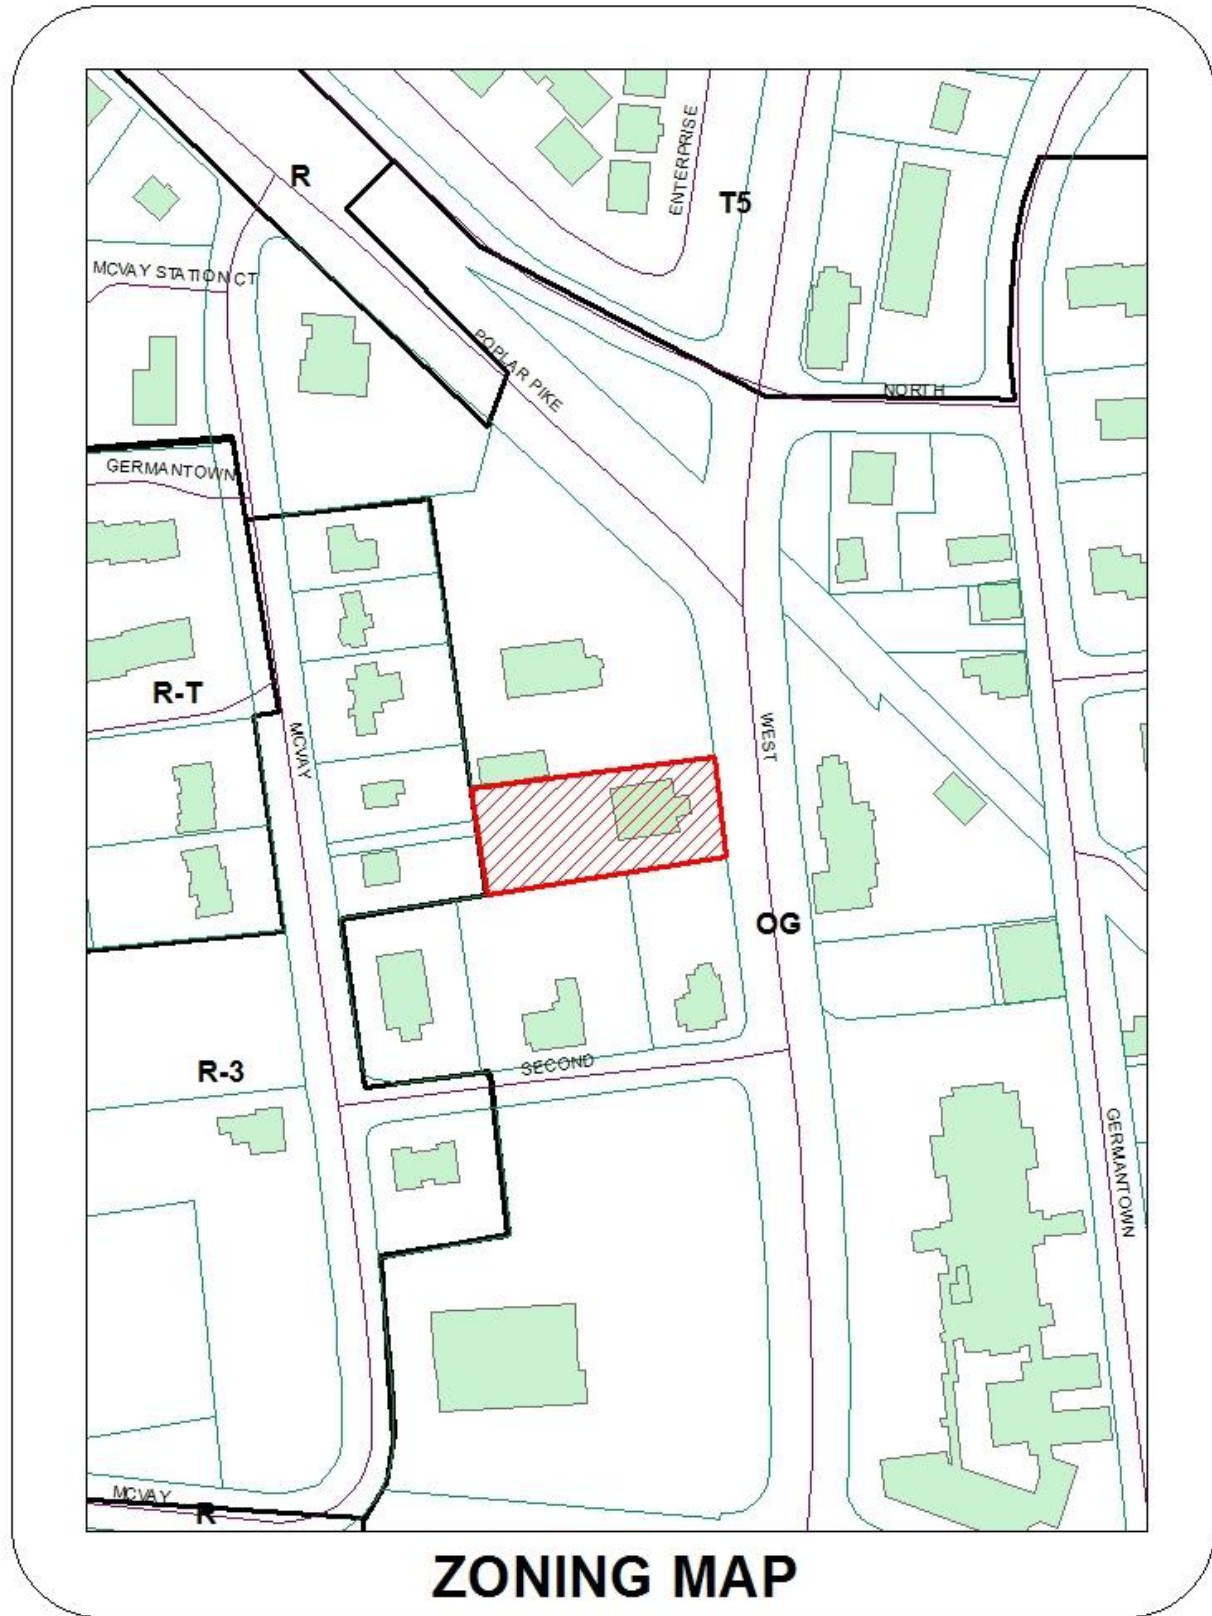 R
ENTERPRISE
T5
MCVAY STATION CT
POPLAR PIKE
NORTH
GERMANTOWN
R-T
MCVAY
WEST
OG
SECOND
R-3
GERMANTOWN
MCVAY
R
ZONING MAP